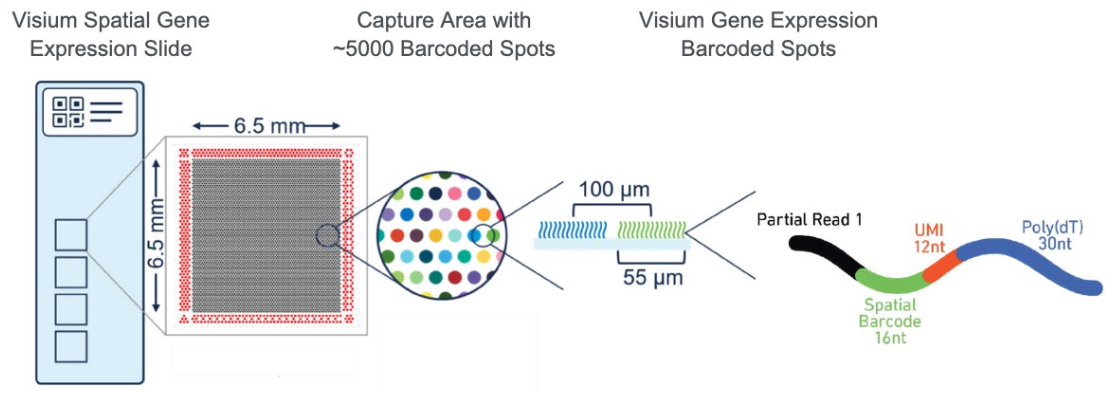 Visium Spatial Gene
Expression Slide
Capture Area with
~5000 Barcoded Spots
Visium Gene Expression
Barcoded Spots
6.5 mm
6.5 mm
100 µm
55 µm
Partial Read 1
Spatial
Barcode
16nt
UMI
12nt
Poly(dT)
30nt